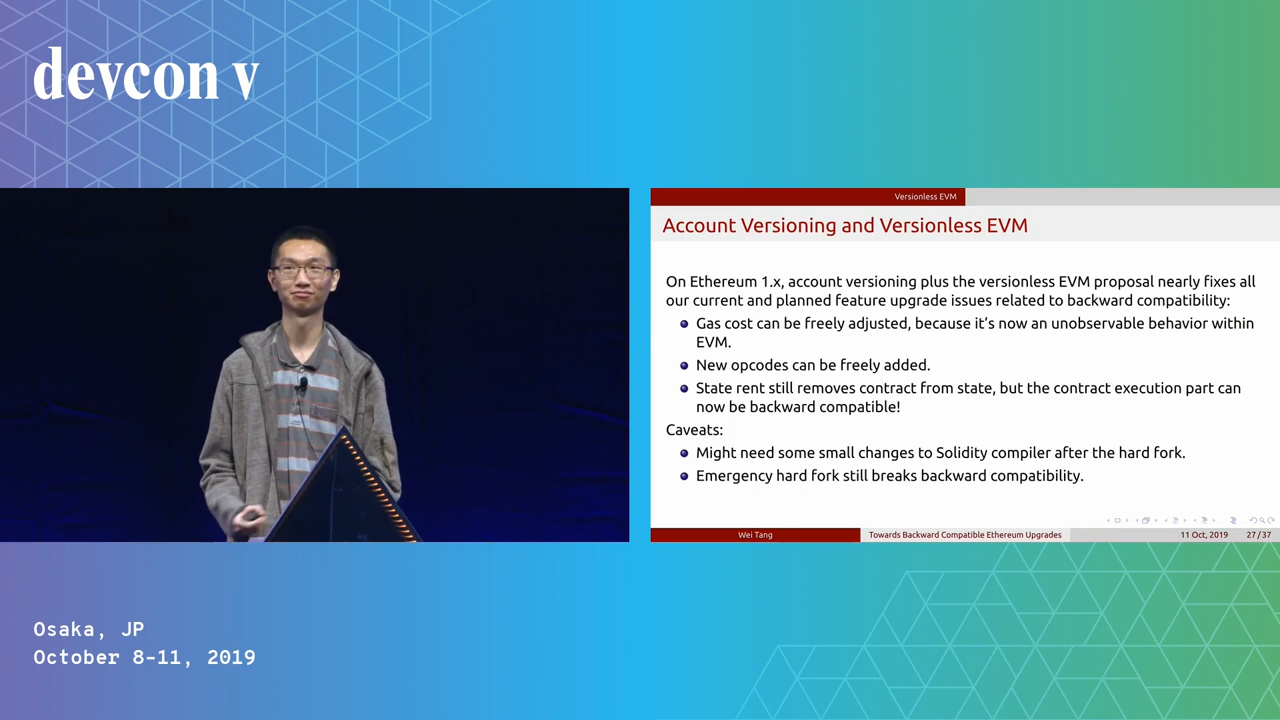 devcon v
Versionless EVM
Account Versioning and Versionless EVM
On Ethereum 1.x, account versioning plus the versionless EVM proposal nearly fixes all
our current and planned feature upgrade issues related to backward compatibility:
Gas cost can be freely adjusted, because it's now an unobservable behavior within
EVM.
New opcodes can be freely added.
State rent still removes contract from state, but the contract execution part can
now be backward compatible!
Caveats:
Might need some small changes to Solidity compiler after the hard fork.
Emergency hard fork still breaks backward compatibility.
Wei Tang
Towards Backward Compatible Ethereum Upgrades
11 Oct, 2019
27 / 37
Osaka, JP
October 8-11, 2019